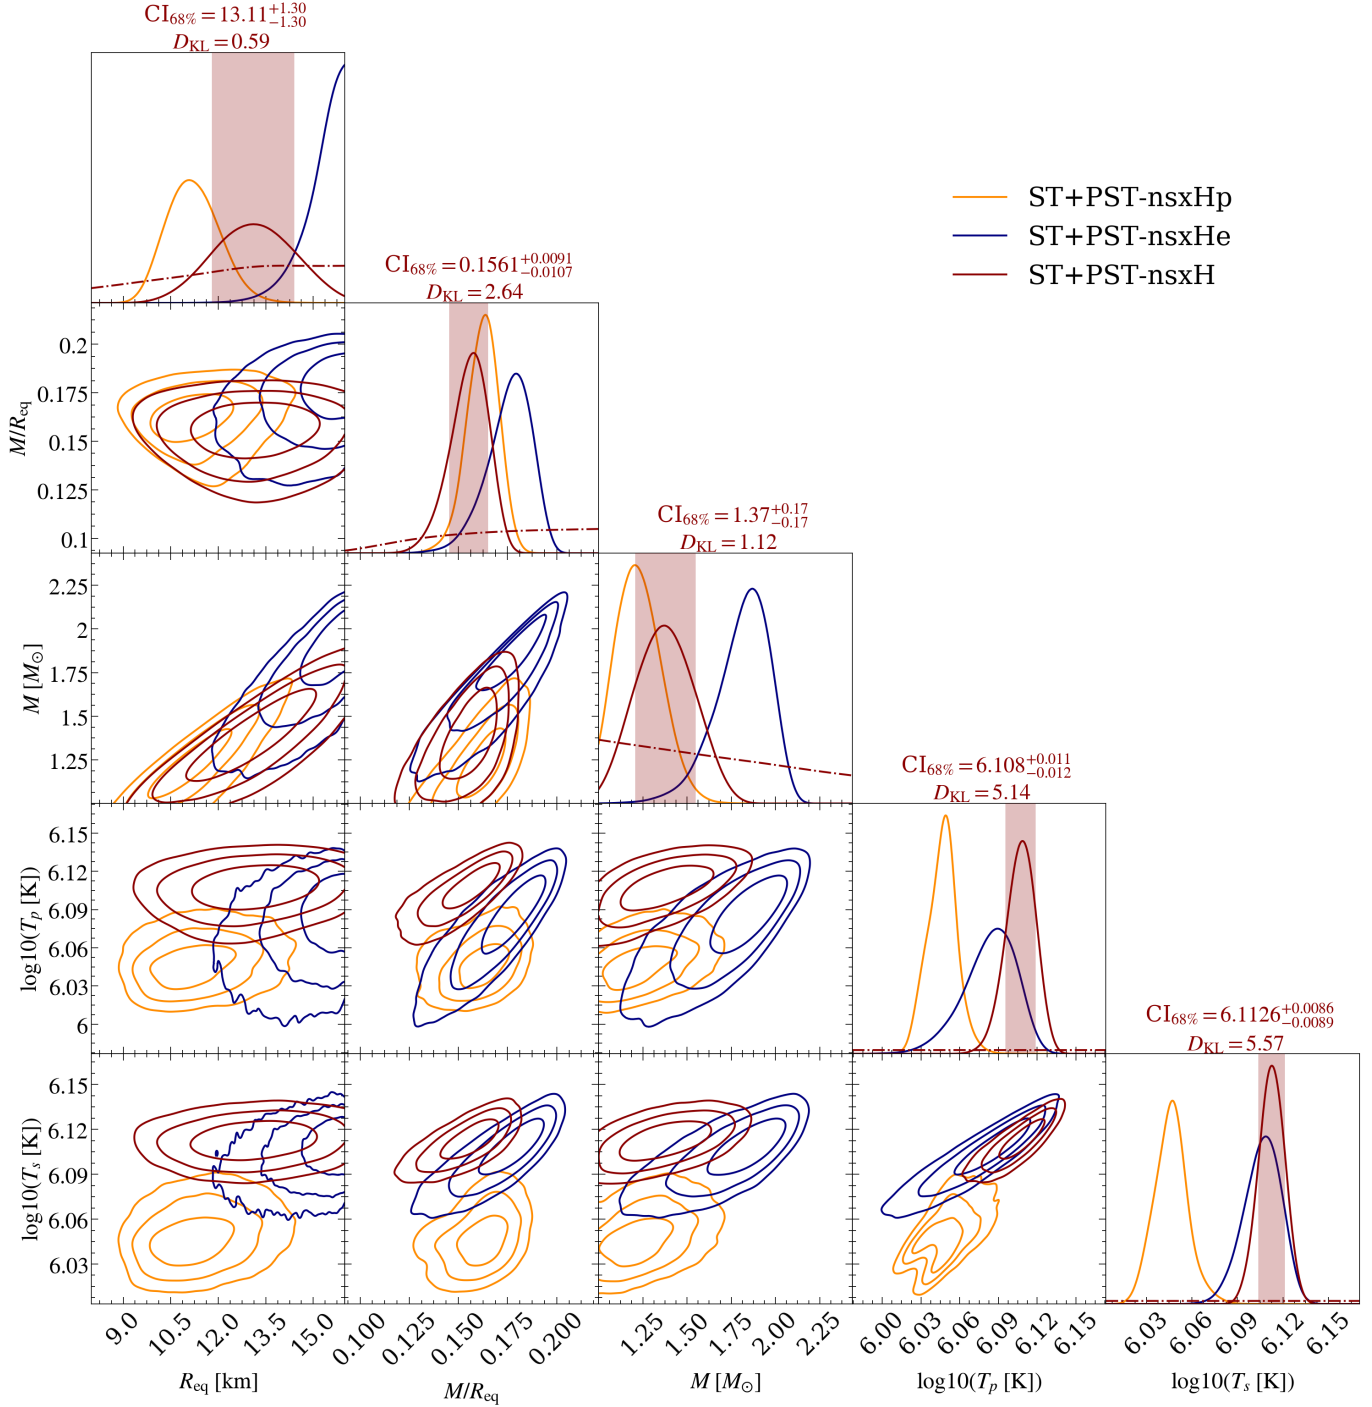 CI68% = 13.11 +1.30 −1.30
DKL = 0.59
ST+PST-nsxHp
ST+PST-nsxHe
ST+PST-nsxH
CI68% = 0.1561 +0.0091 −0.0107
DKL = 2.64
0.2
0.175
0.15
0.125
0.1
M/Req
CI68% = 1.37 +0.17 −0.17
DKL = 1.12
2.25
2
1.75
1.5
1.25
M [M⊙]
CI68% = 6.108 +0.011 −0.012
DKL = 5.14
6.15
6.12
6.09
6.06
6.03
6
log10(Tp [K])
CI68% = 6.1126 +0.0086 −0.0089
DKL = 5.57
6.15
6.12
6.09
6.06
6.03
log10(Ts [K])
9.0 10.5 12.0 13.5 15.0 0.100 0.125 0.150 0.175 0.200 1.25 1.50 1.75 2.00 2.25 6.00 6.03 6.06 6.09 6.12 6.15 6.03 6.06 6.09 6.12 6.15
Req [km] M/Req M [M⊙] log10(Tp [K]) log10(Ts [K])